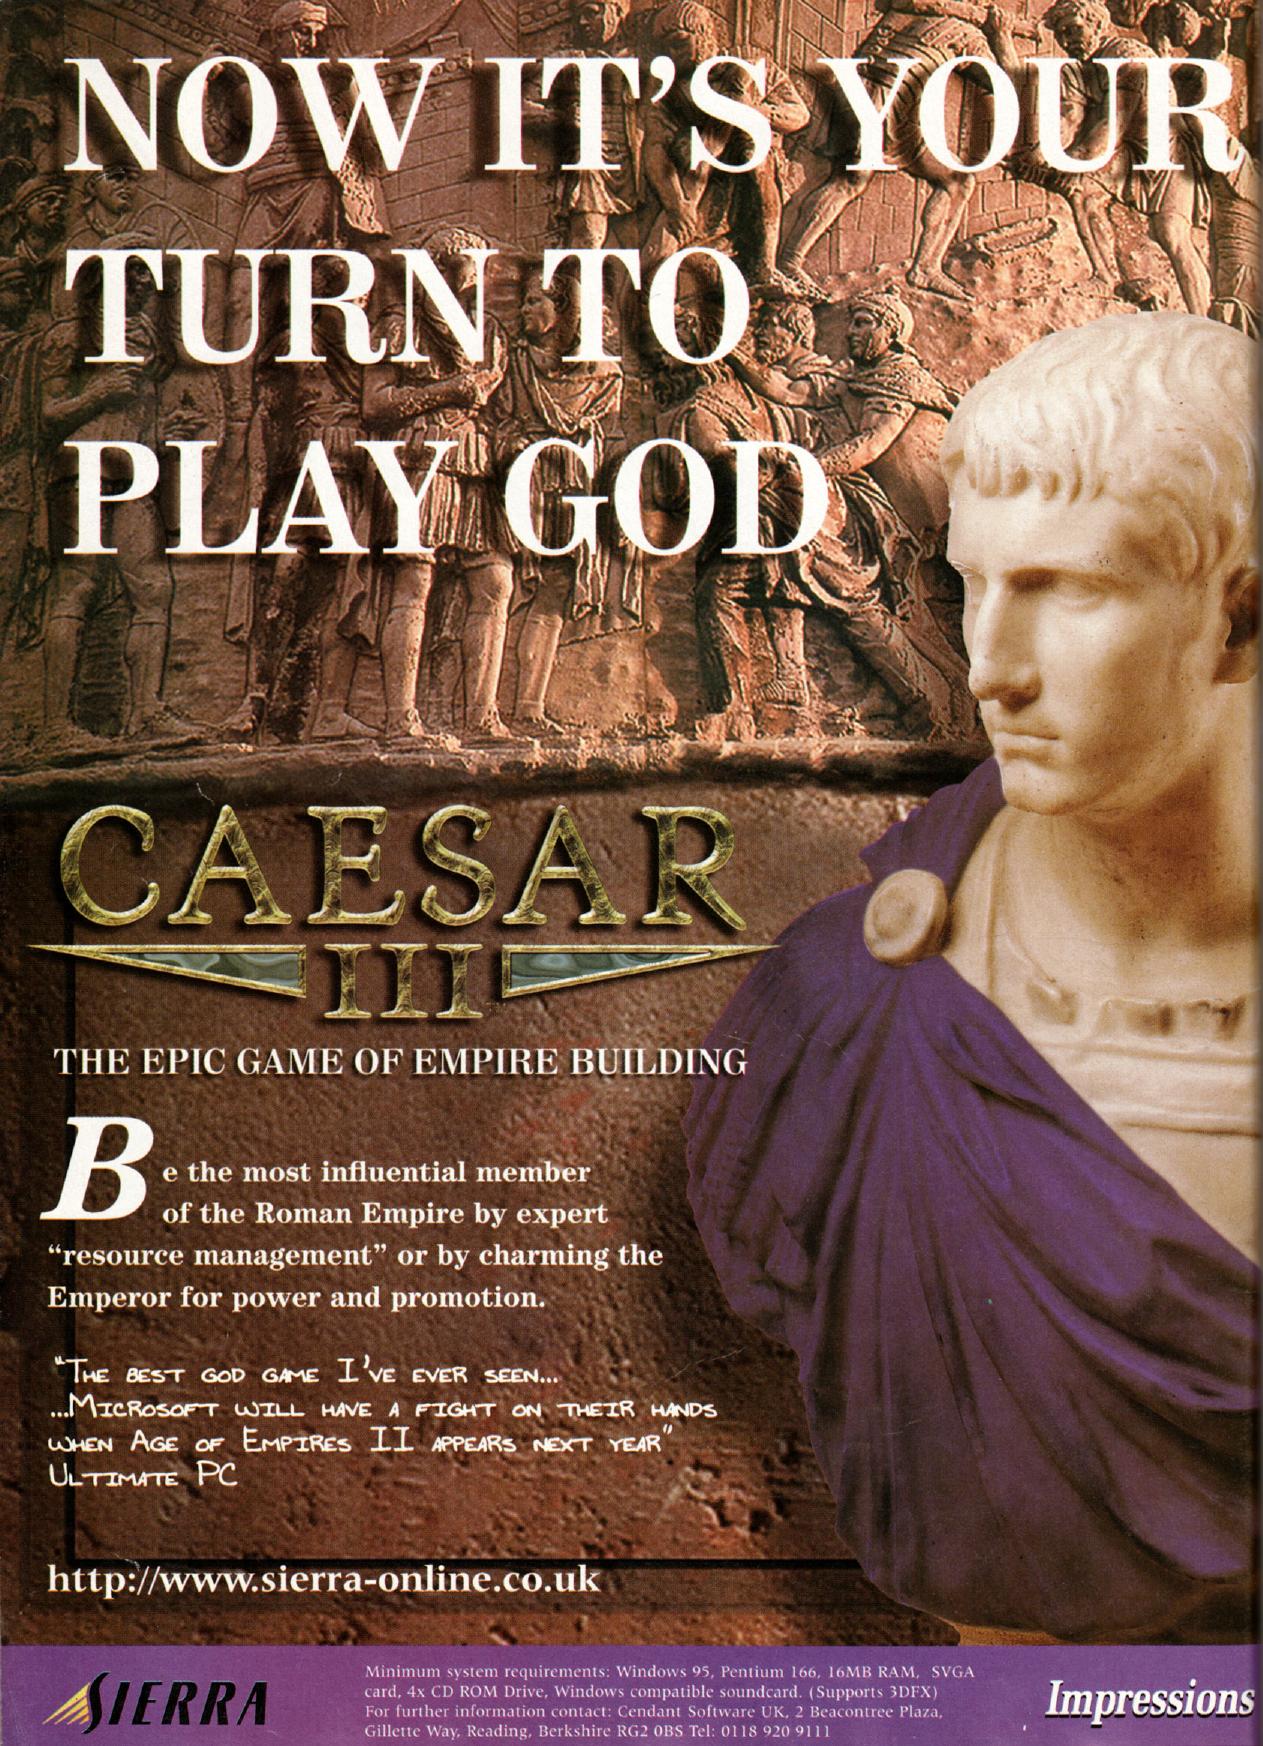 NOW IT'S YOUR
TURN TO
PLAY GOD
CAESAR
III
THE EPIC GAME OF EMPIRE BUILDING
Be the most influential member
of the Roman Empire by expert
“resource management” or by charming the
Emperor for power and promotion.
"The best god game I've ever seen...
...Microsoft will have a fight on their hands
when Age of Empires II appears next year"
Ultimate PC
http://www.sierra-online.co.uk
SIERRA
Minimum system requirements: Windows 95, Pentium 166, 16MB RAM, SVGA
card, 4x CD ROM Drive, Windows compatible soundcard. (Supports 3DFX)
For further information contact: Cendant Software UK, 2 Beacontree Plaza,
Gillette Way, Reading, Berkshire RG2 0BS Tel: 0118 920 9111
Impressions